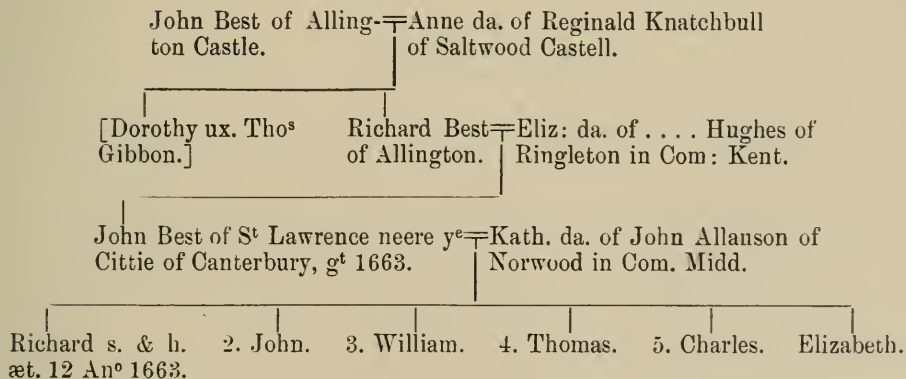 John Best of Alling-=Anne da. of Reginald Knatchbull
ton Castle. of Saltwood Castell.
[Dorothy ux. Thoˢ Richard Best=Eliz: da. of . . . . Hughes of
Gibbon.] of Allington. Ringleton in Com: Kent.
John Best of Sᵗ Lawrence neere yᵉ=Kath. da. of John Allanson of
Cittie of Canterbury, gᵗ 1663. Norwood in Com. Midd.
Richard s. & h. 2. John. 3. William. 4. Thomas. 5. Charles. Elizabeth.
æt. 12 Anº 1663.